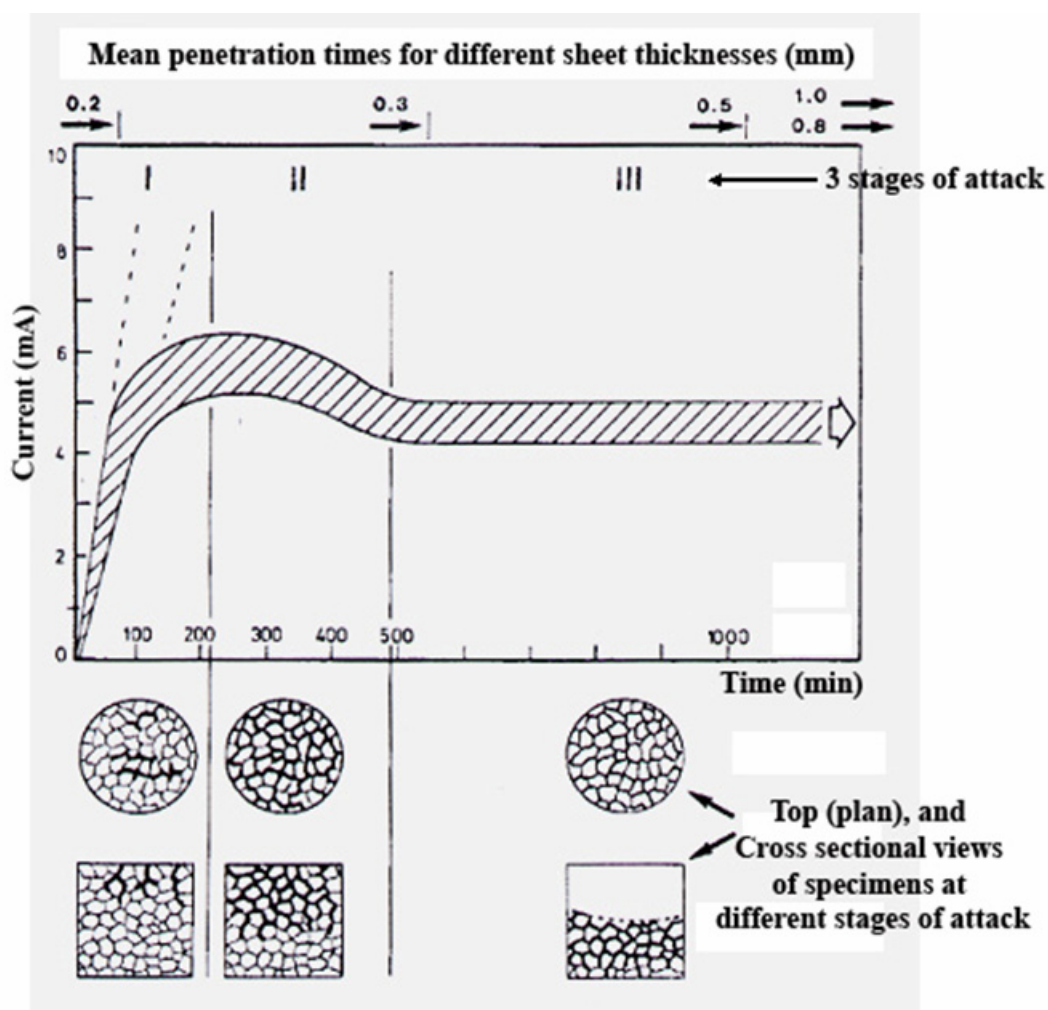 Mean penetration times for different sheet thicknesses (mm)
0.2
0.3
0.5
1.0
0.8
10
I
II
III
3 stages of attack
8
6
Current (mA)
4
2
0
100
200
300
400
500
1000
Time (min)
Top (plan), and
Cross sectional views
of specimens at
different stages of attack